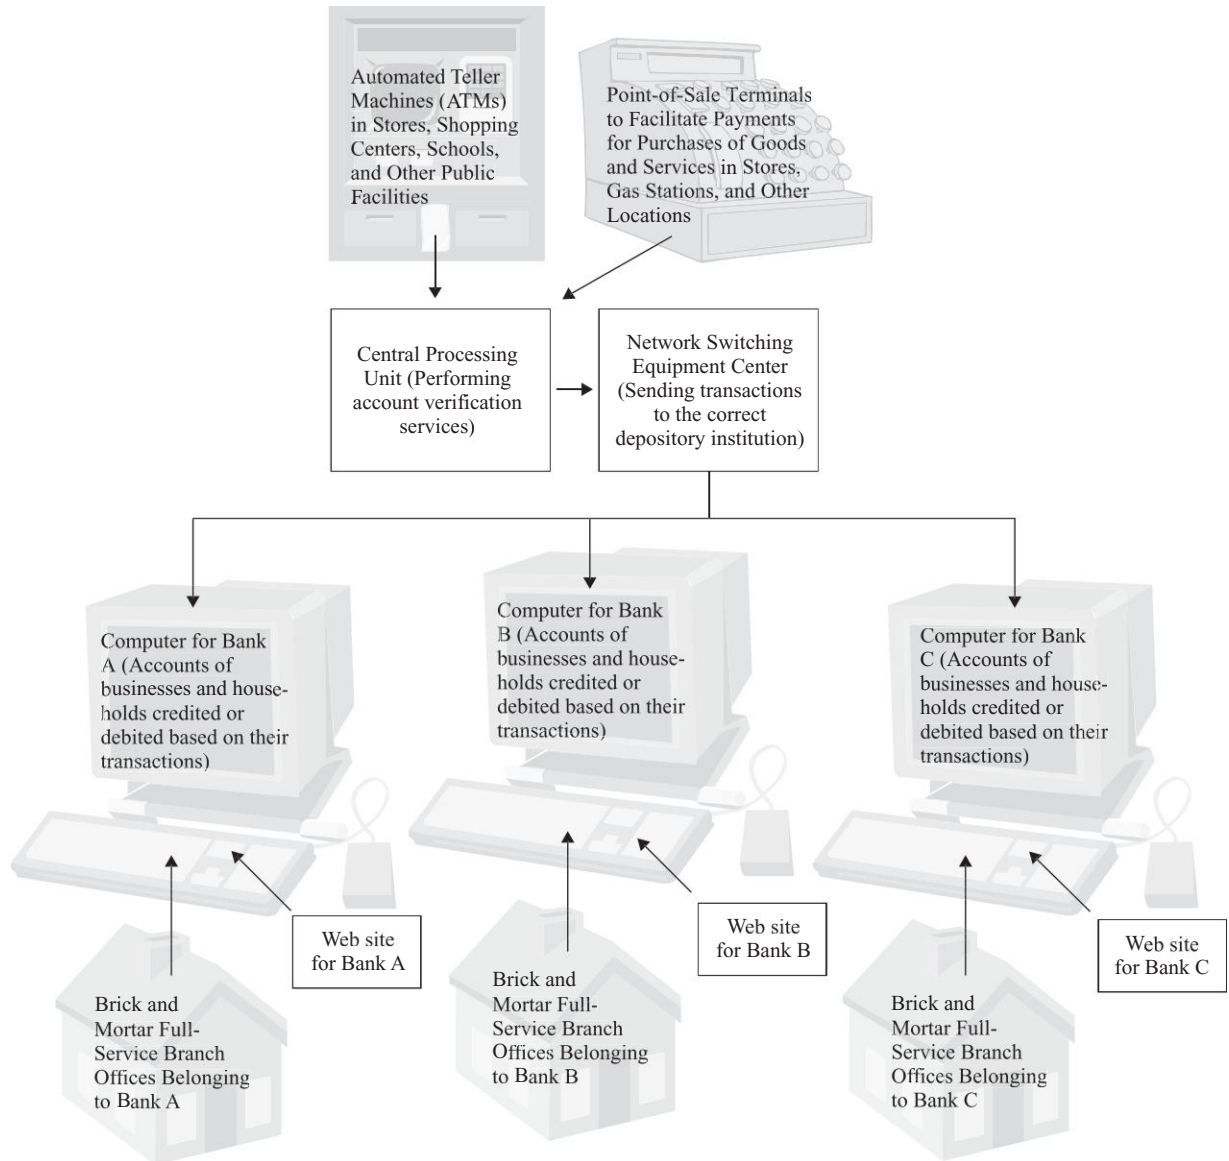 Automated Teller
Machines (ATMs)
in Stores, Shopping
Centers, Schools,
and Other Public
Facilities
Point-of-Sale Terminals
to Facilitate Payments
for Purchases of Goods
and Services in Stores,
Gas Stations, and Other
Locations
Central Processing
Unit (Performing
account verification
services)
Network Switching
Equipment Center
(Sending transactions
to the correct
depository institution)
Computer for Bank
A (Accounts of
businesses and house-
holds credited or
debited based on their
transactions)
Computer for Bank
B (Accounts of
businesses and house-
holds credited or
debited based on their
transactions)
Computer for Bank
C (Accounts of
businesses and house-
holds credited or
debited based on their
transactions)
Web site
for Bank A
Web site
for Bank B
Web site
for Bank C
Brick and
Mortar Full-
Service Branch
Offices Belonging
to Bank A
Brick and
Mortar Full-
Service Branch
Offices Belonging
to Bank B
Brick and
Mortar Full-
Service Branch
Offices Belonging
to Bank C